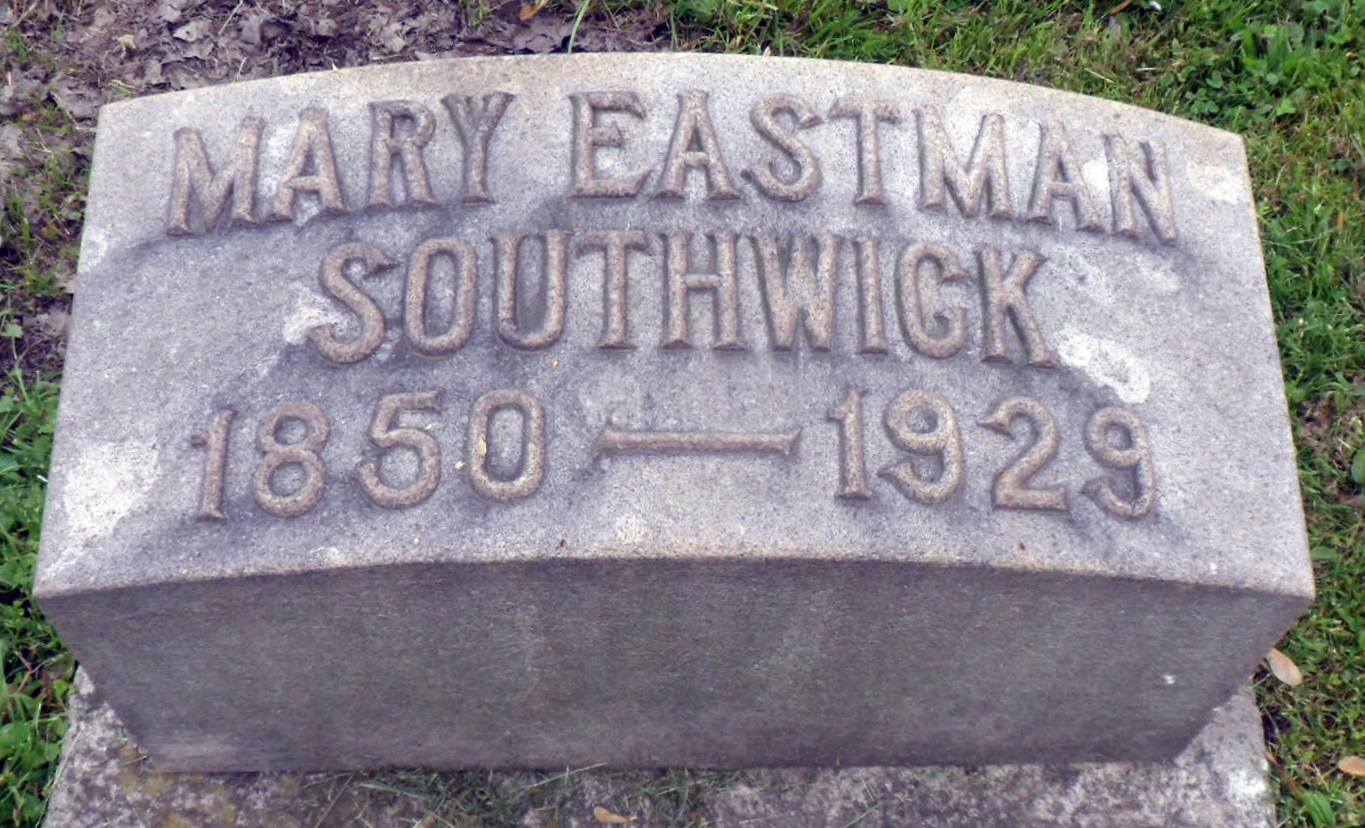 MARY EASTMAN
SOUTHWICK
1850 — 1929